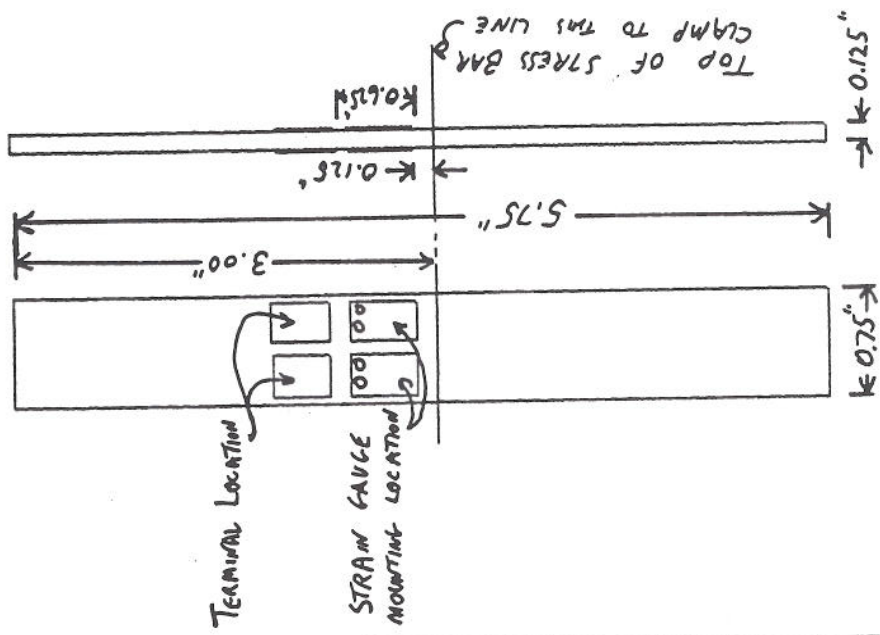 TOP OF STRESS BAR
CLAMP TO THIS LINE
0.625"
0.125"
0.125"
5.75"
3.00"
0.75"
TERMINAL LOCATION
STRAIN GAUGE
MOUNTING LOCATION